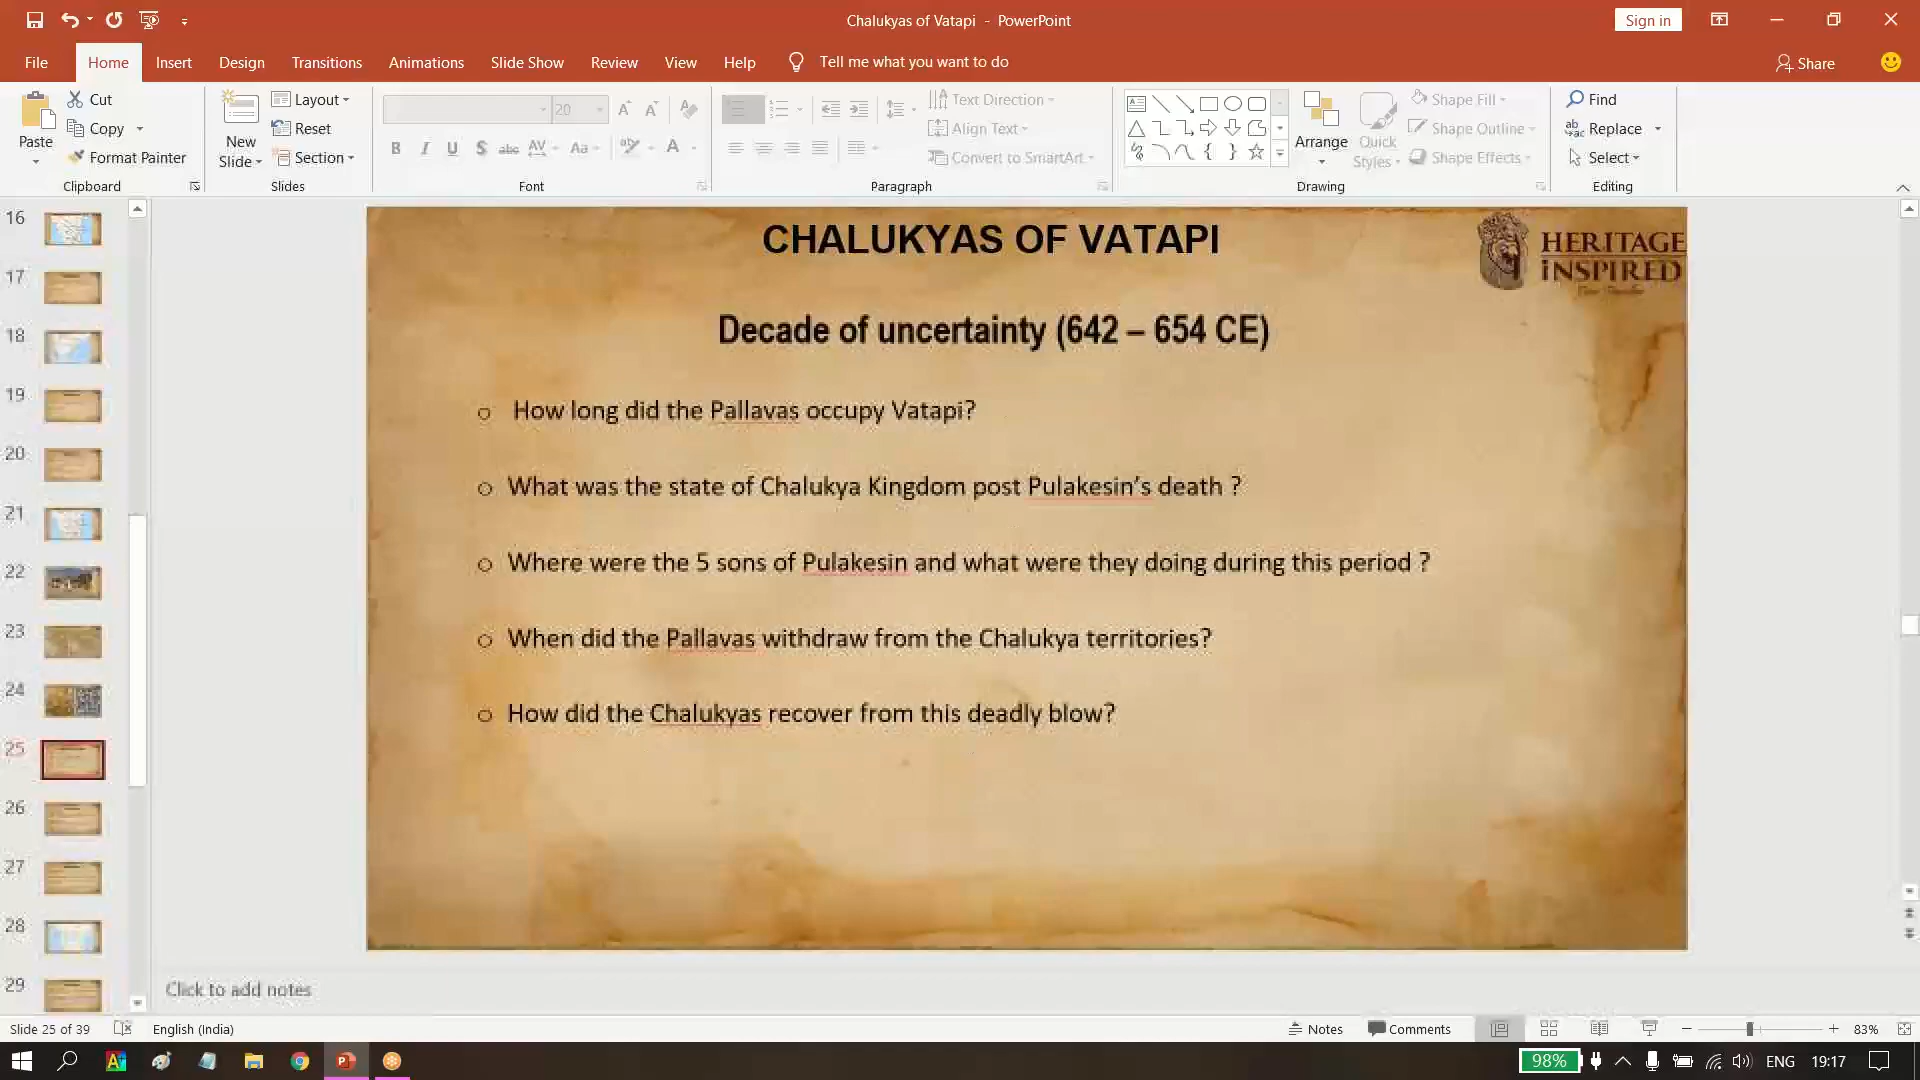 Chalukyas of Vatapi - PowerPoint
Sign in
File Home Insert Design Transitions Animations Slide Show Review View Help Tell me what you want to do Share
Paste
Cut
Copy
Format Painter
Clipboard
New Slide
Layout
Reset
Section
Slides
20
B I U S abc AV Aa A
Font
Text Direction
Align Text
Convert to SmartArt
Paragraph
Arrange
Quick Styles
Shape Fill
Shape Outline
Shape Effects
Drawing
Find
Replace
Select
Editing
16
17
18
19
20
21
22
23
24
25
26
27
28
29
CHALUKYAS OF VATAPI
HERITAGE
INSPIRED
Decade of uncertainty (642 – 654 CE)
o How long did the Pallavas occupy Vatapi?
o What was the state of Chalukya Kingdom post Pulakesin's death ?
o Where were the 5 sons of Pulakesin and what were they doing during this period ?
o When did the Pallavas withdraw from the Chalukya territories?
o How did the Chalukyas recover from this deadly blow?
Click to add notes
Slide 25 of 39 English (India) Notes Comments 83%
98% ENG 19:17